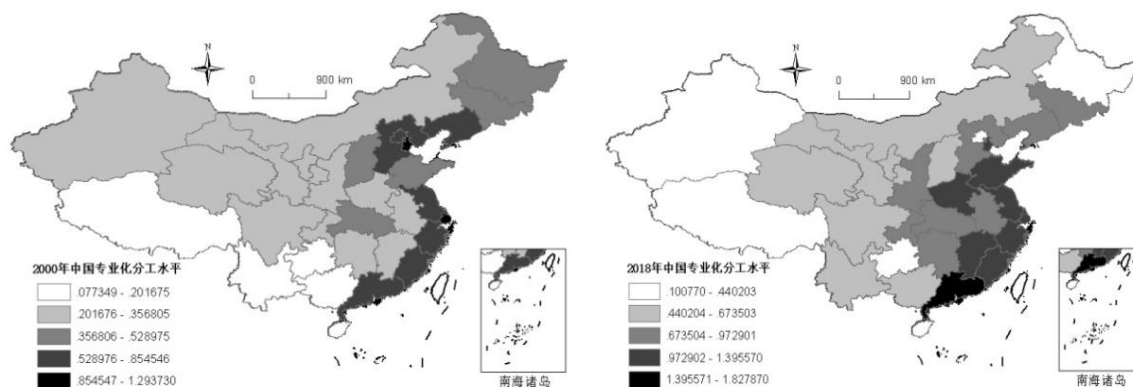 N
0
900 km
2000年中国专业化分工水平
.077349 - .201675
.201676 - .356805
.356806 - .528975
.528976 - .854546
.854547 - 1.293730
南海诸岛
N
0
900 km
2018年中国专业化分工水平
.100770 - .440203
.440204 - .673503
.673504 - .972901
.972902 - 1.395570
1.395571 - 1.827870
南海诸岛